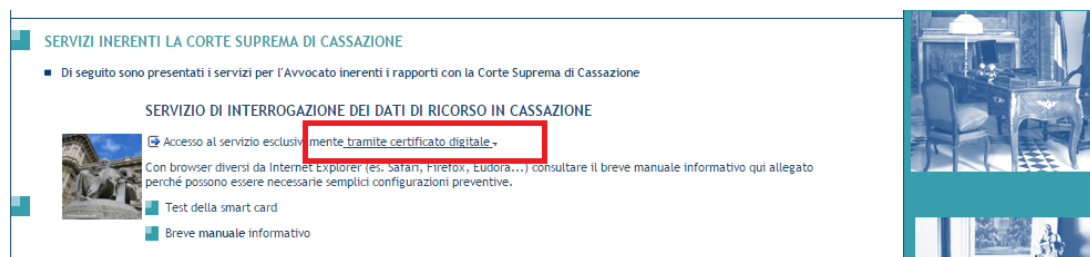 SERVIZI INERENTI LA CORTE SUPREMA DI CASSAZIONE
Di seguito sono presentati i servizi per l'Avvocato inerenti i rapporti con la Corte Suprema di Cassazione
SERVIZIO DI INTERROGAZIONE DEI DATI DI RICORSO IN CASSAZIONE
Accesso al servizio esclusivamente tramite certificato digitale
Con browser diversi da Internet Explorer (es. Safari, Firefox, Eudora...) consultare il breve manuale informativo qui allegato
perché possono essere necessarie semplici configurazioni preventive.
Test della smart card
Breve manuale informativo